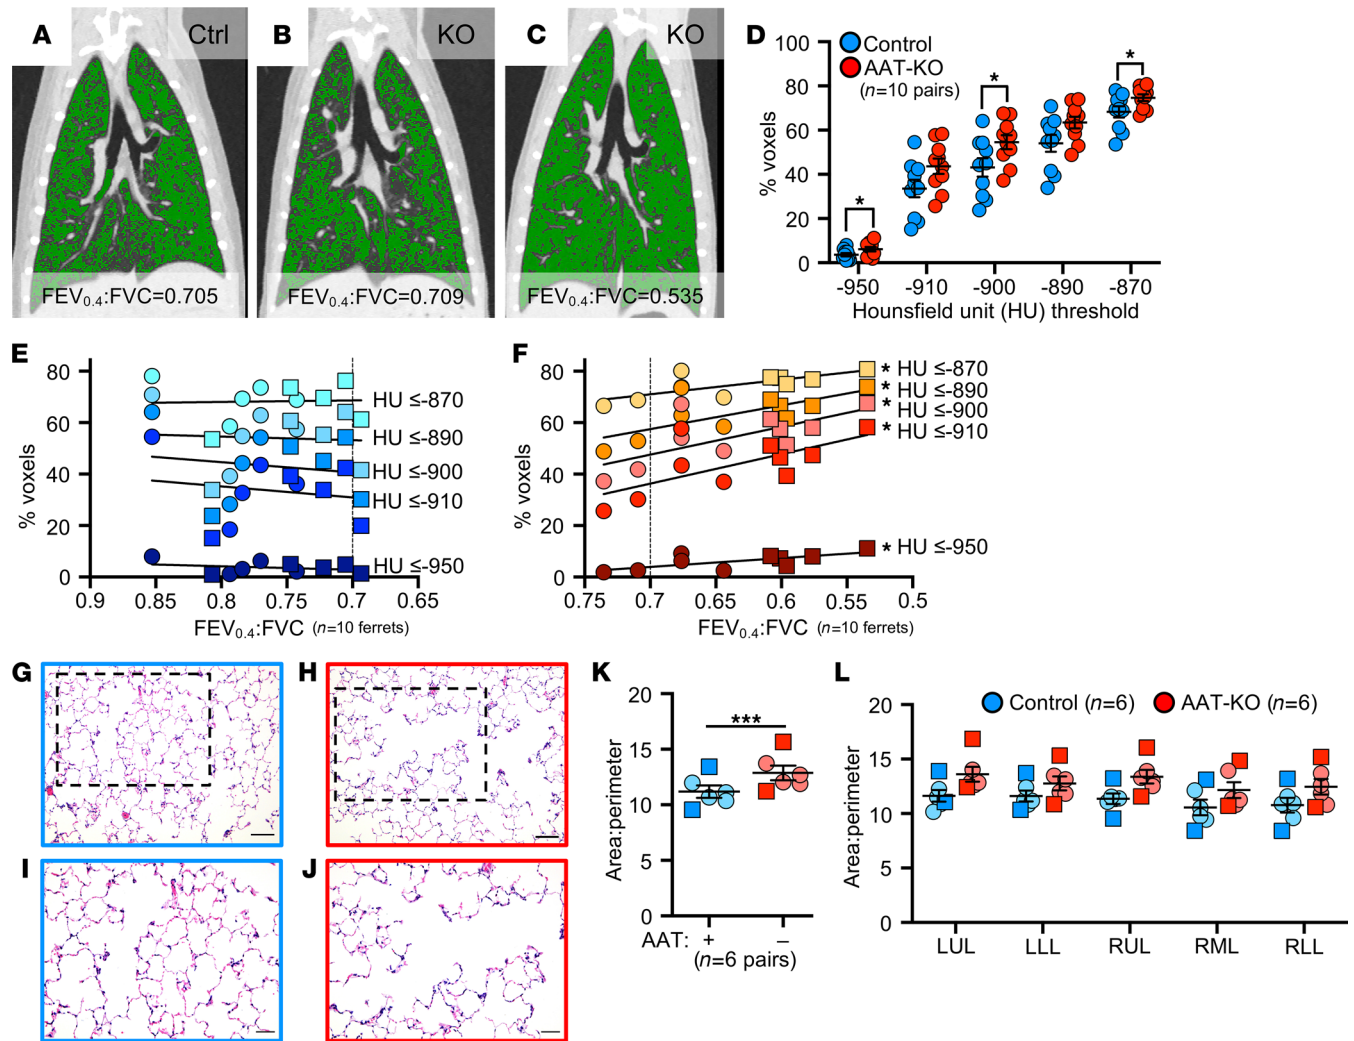 A
Ctrl
FEV0.4:FVC=0.705
B
KO
FEV0.4:FVC=0.709
C
KO
FEV0.4:FVC=0.535
D
Control
AAT-KO
(n=10 pairs)
% voxels
100
80
60
40
20
0
*
*
*
-950
-910
-900
-890
-870
Hounsfield unit (HU) threshold
E
% voxels
80
60
40
20
0
HU ≤-870
HU ≤-890
HU ≤-900
HU ≤-910
HU ≤-950
0.9
0.85
0.8
0.75
0.7
0.65
FEV0.4:FVC (n=10 ferrets)
F
% voxels
80
60
40
20
0
* HU ≤-870
* HU ≤-890
* HU ≤-900
* HU ≤-910
* HU ≤-950
0.75
0.7
0.65
0.6
0.55
0.5
FEV0.4:FVC (n=10 ferrets)
G
H
I
J
K
Area:perimeter
20
15
10
5
0
***
AAT: + –
(n=6 pairs)
L
Control (n=6)
AAT-KO (n=6)
Area:perimeter
20
15
10
5
0
LUL
LLL
RUL
RML
RLL